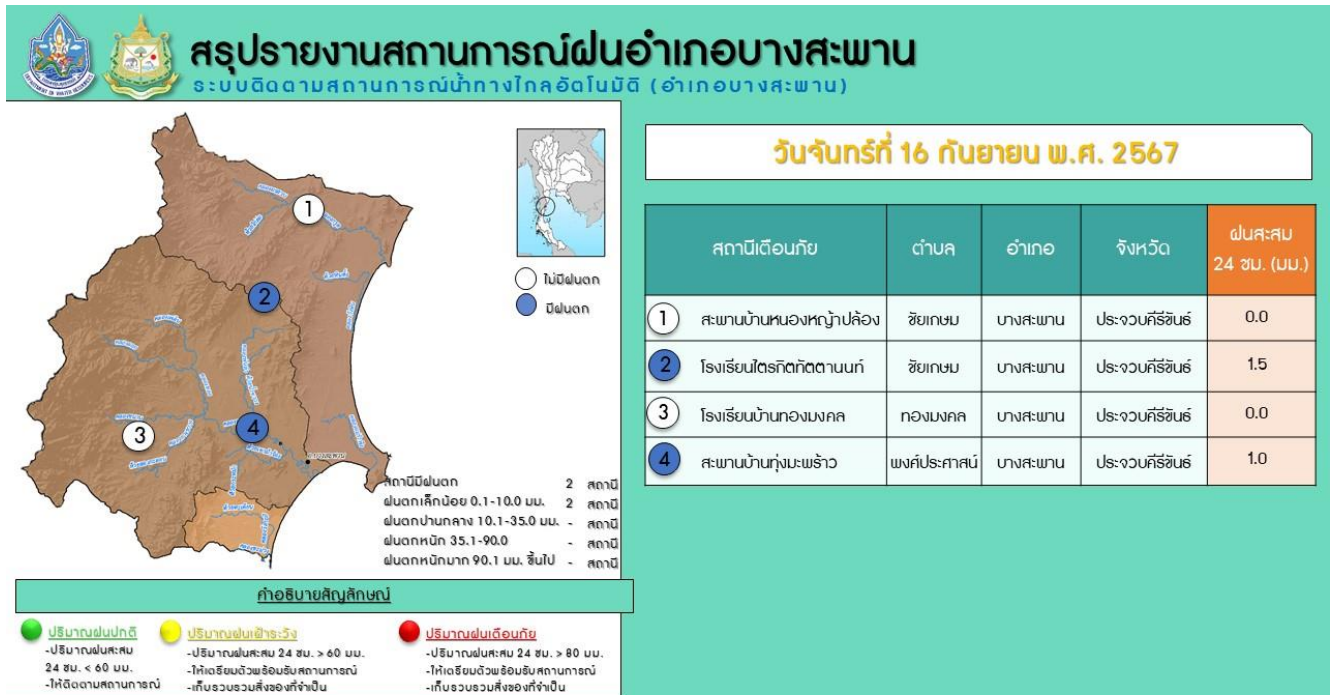 สรุปรายงานสถานการณ์ฝนอำเภอบางสะพาน
ระบบติดตามสถานการณ์น้ำทางไกลอัตโนมัติ (อำเภอบางสะพาน)
1
2
3
4
ไม่มีฝนตก
มีฝนตก
สถานีมีฝนตก 2 สถานี
ฝนตกเล็กน้อย 0.1-10.0 มม. 2 สถานี
ฝนตกปานกลาง 10.1-35.0 มม. - สถานี
ฝนตกหนัก 35.1-90.0 - สถานี
ฝนตกหนักมาก 90.1 มม. ขึ้นไป - สถานี
คำอธิบายสัญลักษณ์
ปริมาณฝนปกติ
-ปริมาณฝนสะสม
24 ชม. < 60 มม.
-ให้ติดตามสถานการณ์
ปริมาณฝนเฝ้าระวัง
-ปริมาณฝนสะสม 24 ชม. > 60 มม.
-ให้เตรียมตัวพร้อมรับสถานการณ์
-เก็บรวบรวมสิ่งของที่จำเป็น
ปริมาณฝนเตือนภัย
-ปริมาณฝนสะสม 24 ชม. > 80 มม.
-ให้เตรียมตัวพร้อมรับสถานการณ์
-เก็บรวบรวมสิ่งของที่จำเป็น
วันจันทร์ที่ 16 กันยายน พ.ศ. 2567
สถานีเตือนภัย ตำบล อำเภอ จังหวัด ฝนสะสม 24 ชม. (มม.)
1 สะพานบ้านหนองหญ้าปล้อง ชัยเกษม บางสะพาน ประจวบคีรีขันธ์ 0.0
2 โรงเรียนไตรกิตทัตตานนท์ ชัยเกษม บางสะพาน ประจวบคีรีขันธ์ 1.5
3 โรงเรียนบ้านทองมงคล ทองมงคล บางสะพาน ประจวบคีรีขันธ์ 0.0
4 สะพานบ้านทุ่งมะพร้าว พงศ์ประศาสน์ บางสะพาน ประจวบคีรีขันธ์ 1.0